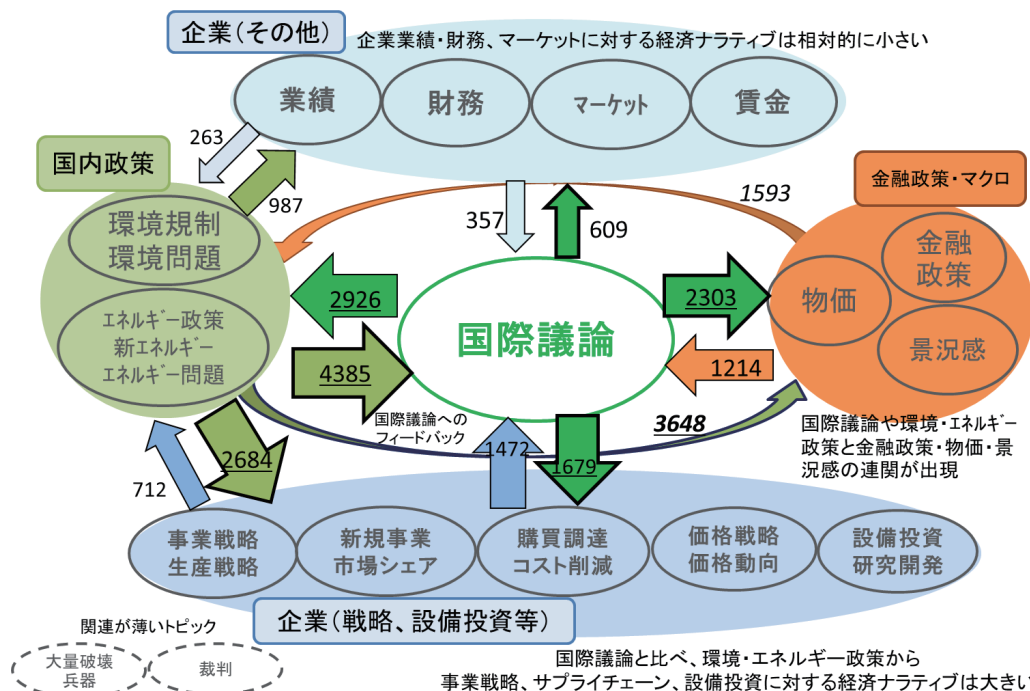 企業(その他)
企業業績・財務、マーケットに対する経済ナラティブは相対的に小さい
業績
財務
マーケット
賃金
263
国内政策
987
357
609
1593
金融政策・マクロ
環境規制
環境問題
金融
政策
物価
景況感
2926
国際議論
2303
エネルギー政策
新エネルギー
エネルギー問題
4385
1214
国際議論への
フィードバック
3648
国際議論や環境・エネルギー
政策と金融政策・物価・景
況感の連関が出現
2684
1472
1679
712
事業戦略
生産戦略
新規事業
市場シェア
購買調達
コスト削減
価格戦略
価格動向
設備投資
研究開発
企業(戦略、設備投資等)
関連が薄いトピック
大量破壊
兵器
裁判
国際議論と比べ、環境・エネルギー政策から
事業戦略、サプライチェーン、設備投資に対する経済ナラティブは大きい